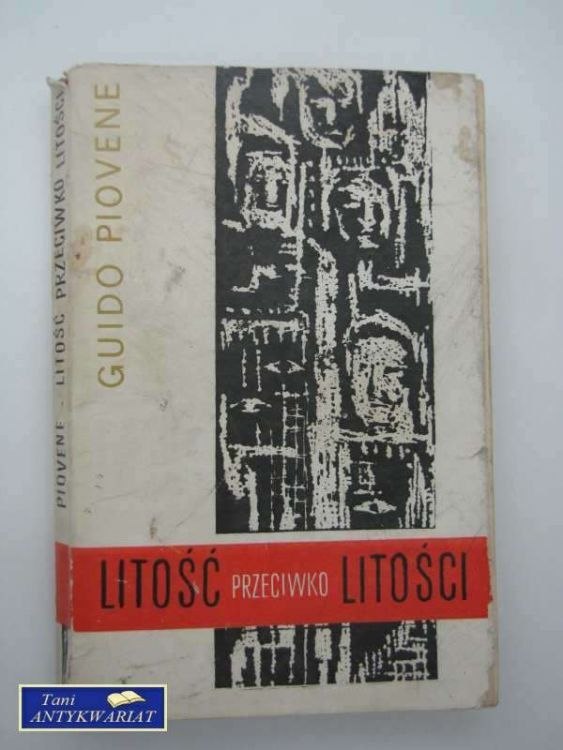 PIOVENE - LITOŚĆ PRZECIWKO LITOŚCI
GUIDO PIOVENE
LITOŚĆ PRZECIWKO LITOŚCI
Tani
ANTYKWARIAT